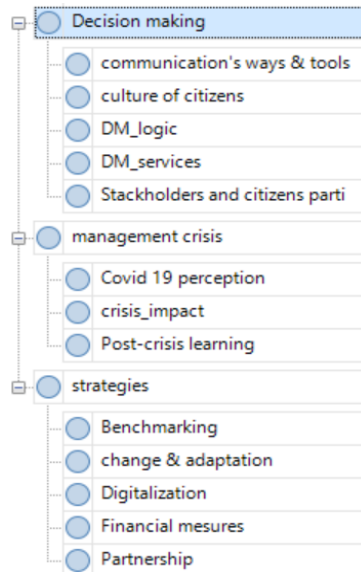 Decision making
communication's ways & tools
culture of citizens
DM_logic
DM_services
Stackholders and citizens parti
management crisis
Covid 19 perception
crisis_impact
Post-crisis learning
strategies
Benchmarking
change & adaptation
Digitalization
Financial mesures
Partnership